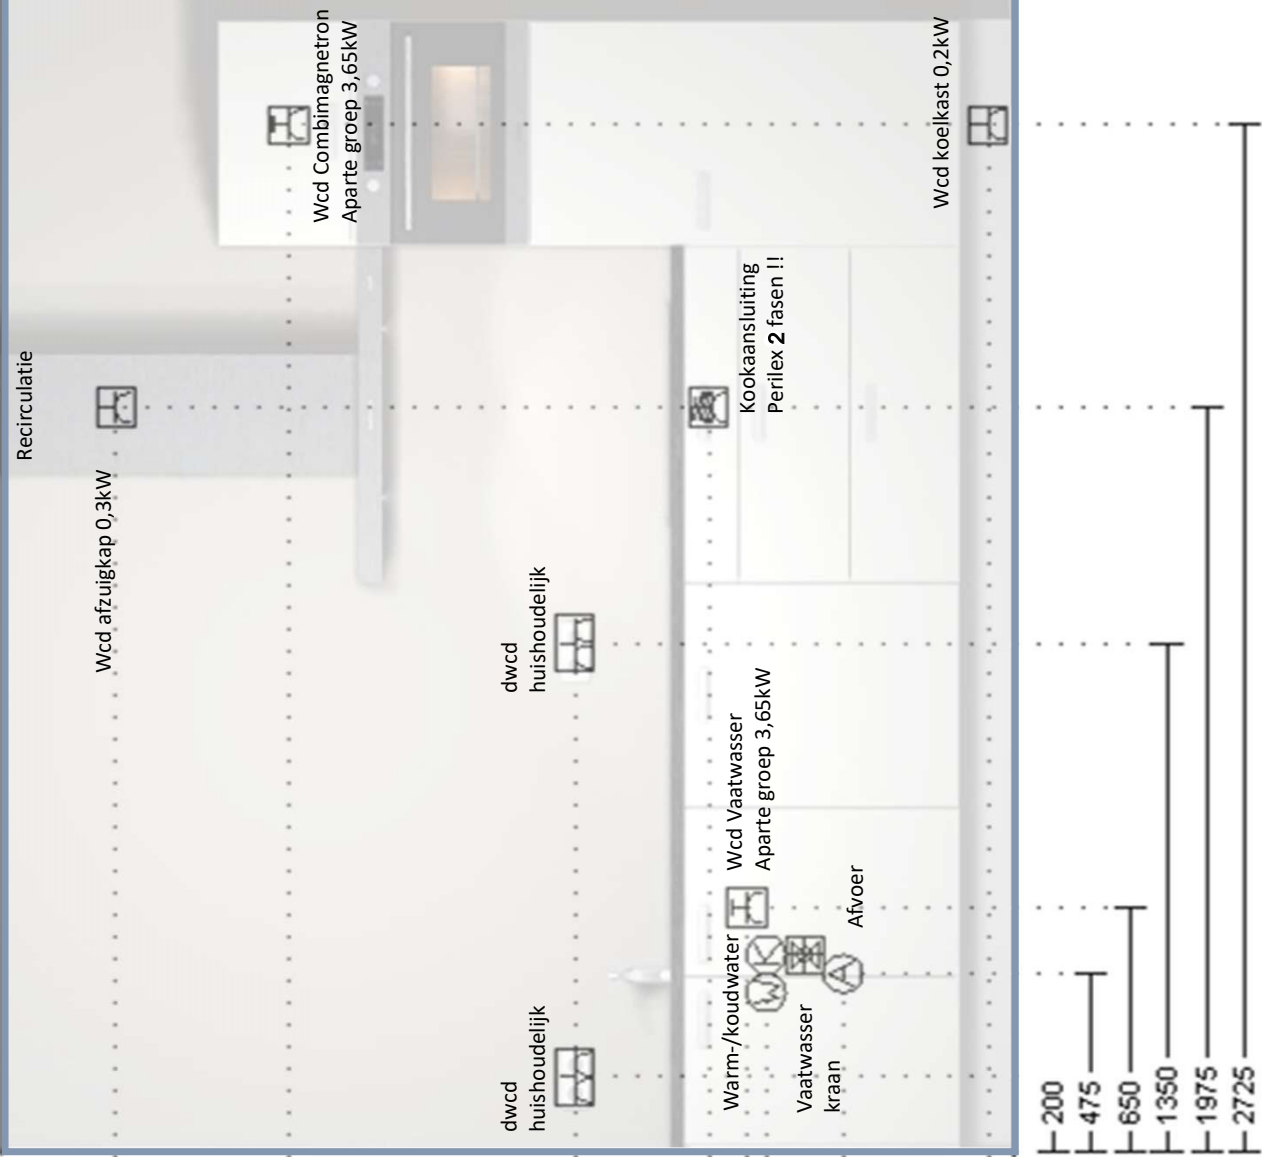 Recirculatie
Wcd afzuigkap 0,3kW
Wcd Combimagnetron
Aparte groep 3,65kW
dwcd
huishoudelijk
dwcd
huishoudelijk
Kookaansluiting
Perilex 2 fasen !!
Wcd Vaatwasser
Aparte groep 3,65kW
Warm-/koudwater
W
K
A
Vaatwasser
kraan
Afvoer
Wcd koelkast 0,2kW
200
475
650
1350
1975
2725